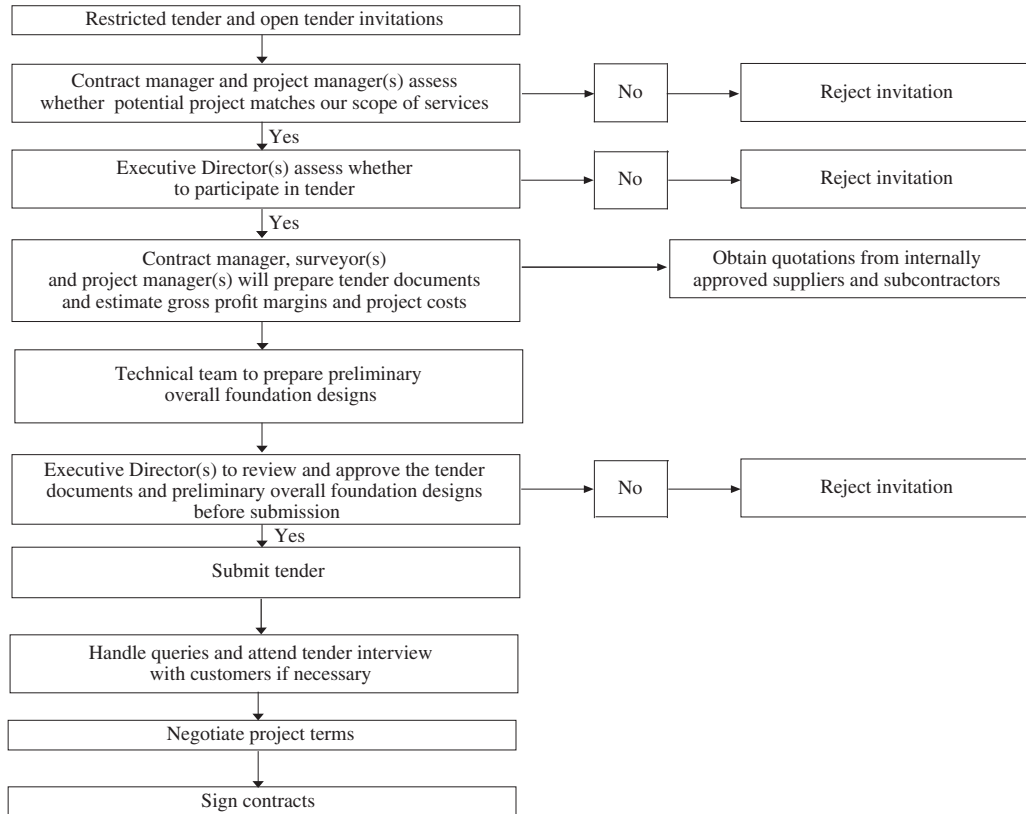 Restricted tender and open tender invitations
Contract manager and project manager(s) assess
whether potential project matches our scope of services
No
Reject invitation
Yes
Executive Director(s) assess whether
to participate in tender
No
Reject invitation
Yes
Contract manager, surveyor(s)
and project manager(s) will prepare tender documents
and estimate gross profit margins and project costs
Obtain quotations from internally
approved suppliers and subcontractors
Technical team to prepare preliminary
overall foundation designs
Executive Director(s) to review and approve the tender
documents and preliminary overall foundation designs
before submission
No
Reject invitation
Yes
Submit tender
Handle queries and attend tender interview
with customers if necessary
Negotiate project terms
Sign contracts